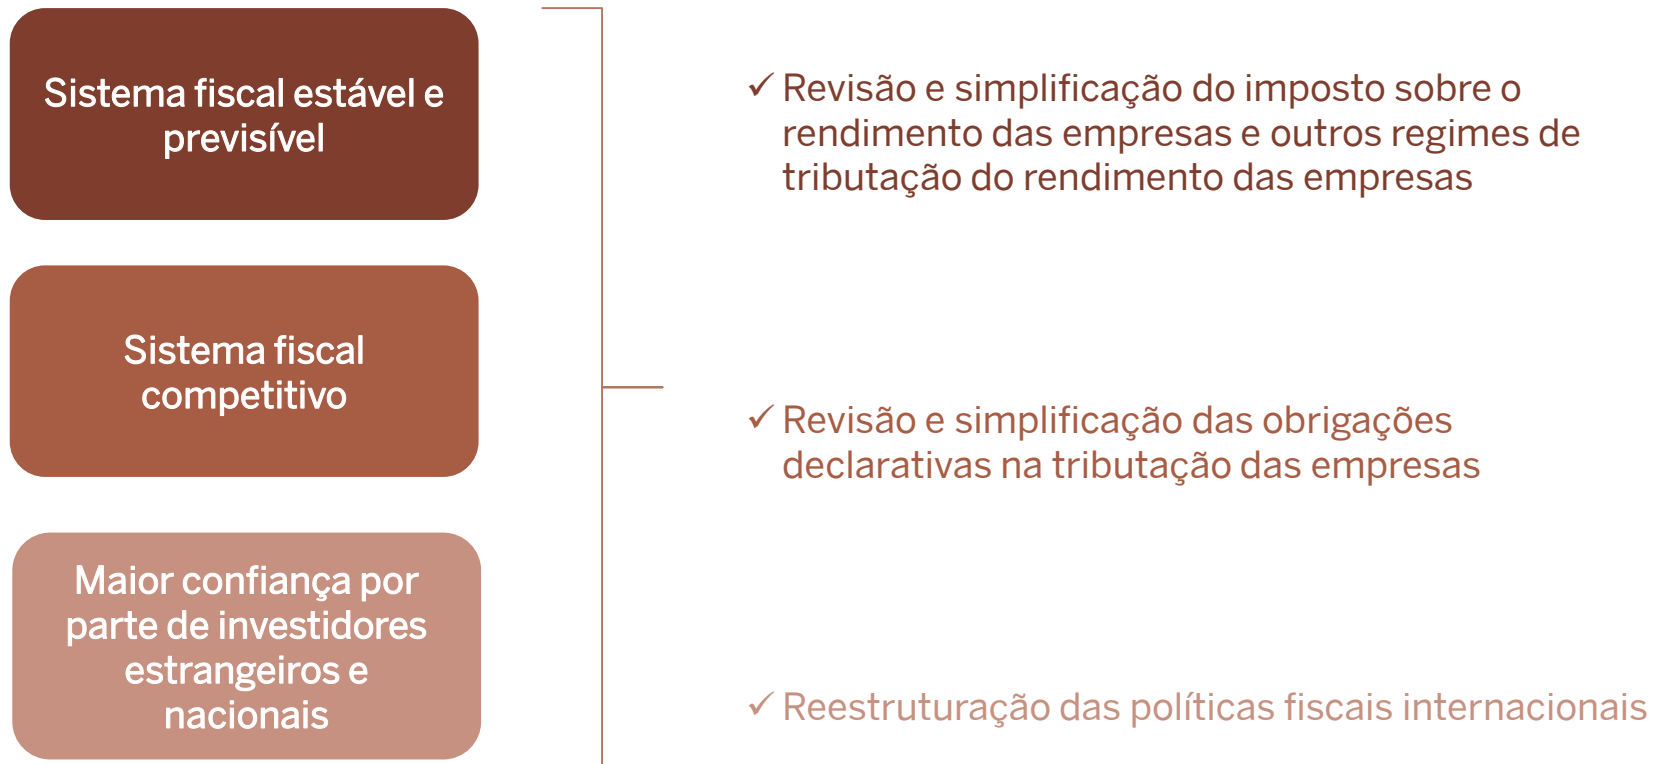 Sistema fiscal estável e
previsível
Sistema fiscal
competitivo
Maior confiança por
parte de investidores
estrangeiros e
nacionais
✓ Revisão e simplificação do imposto sobre o
rendimento das empresas e outros regimes de
tributação do rendimento das empresas
✓ Revisão e simplificação das obrigações
declarativas na tributação das empresas
✓ Reestruturação das políticas fiscais internacionais